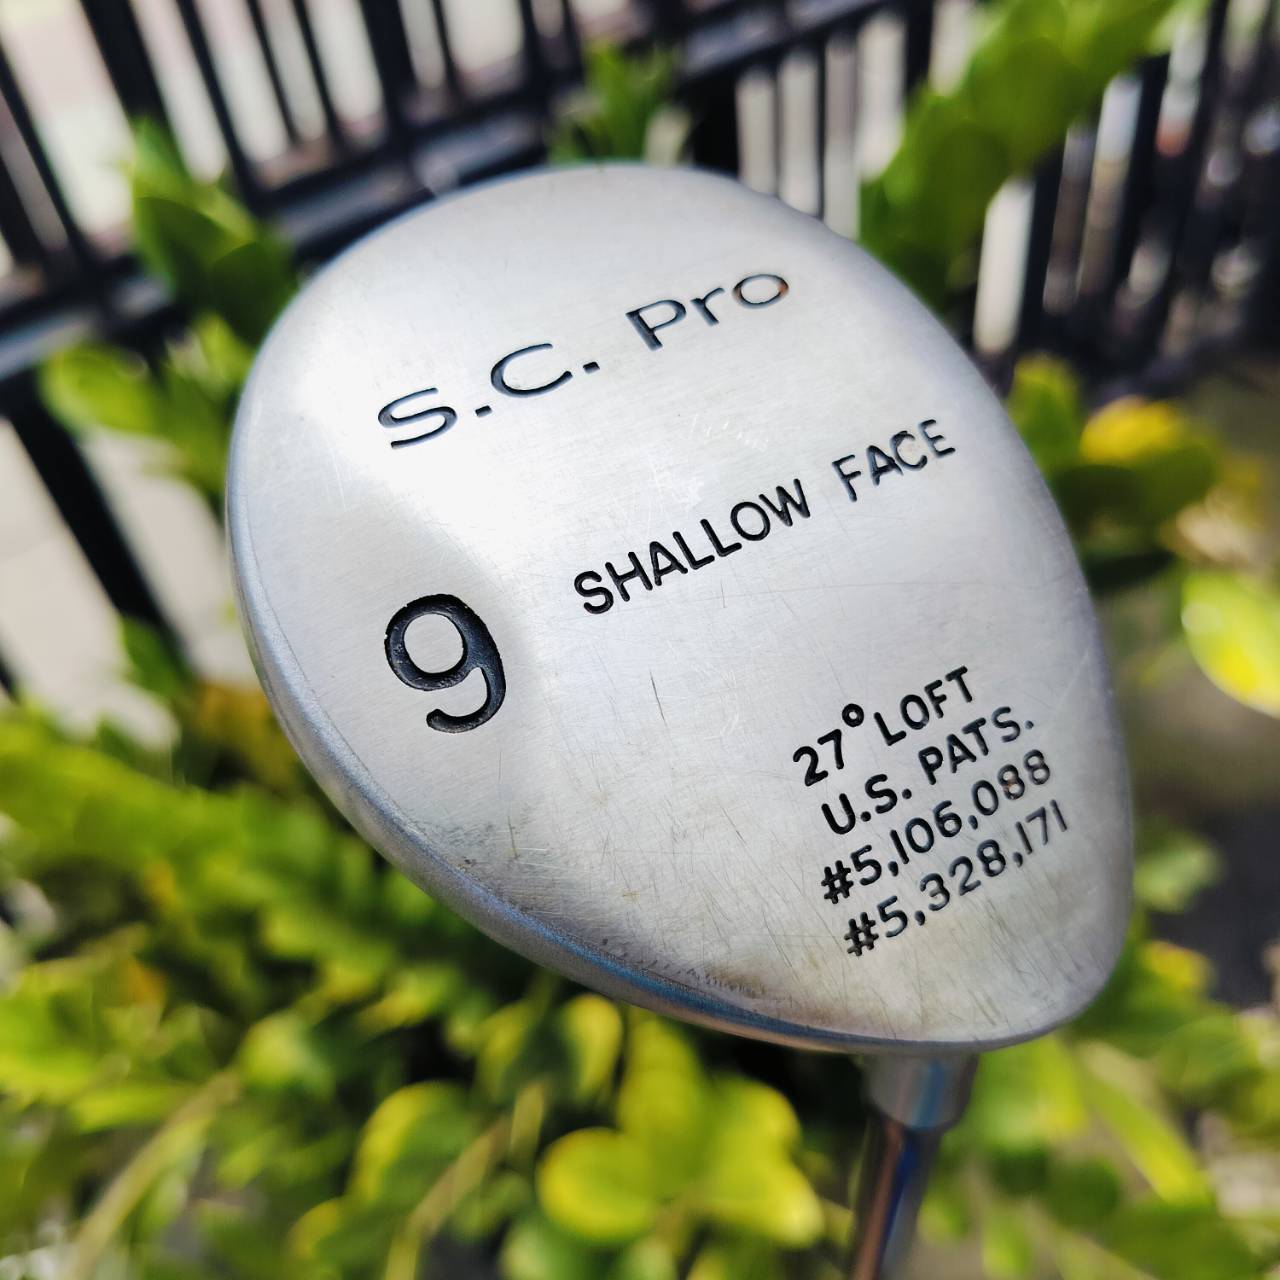 S.C. Pro
SHALLOW FACE
9
27° LOFT
U.S. PATS.
#5,106,088
#5,328,171